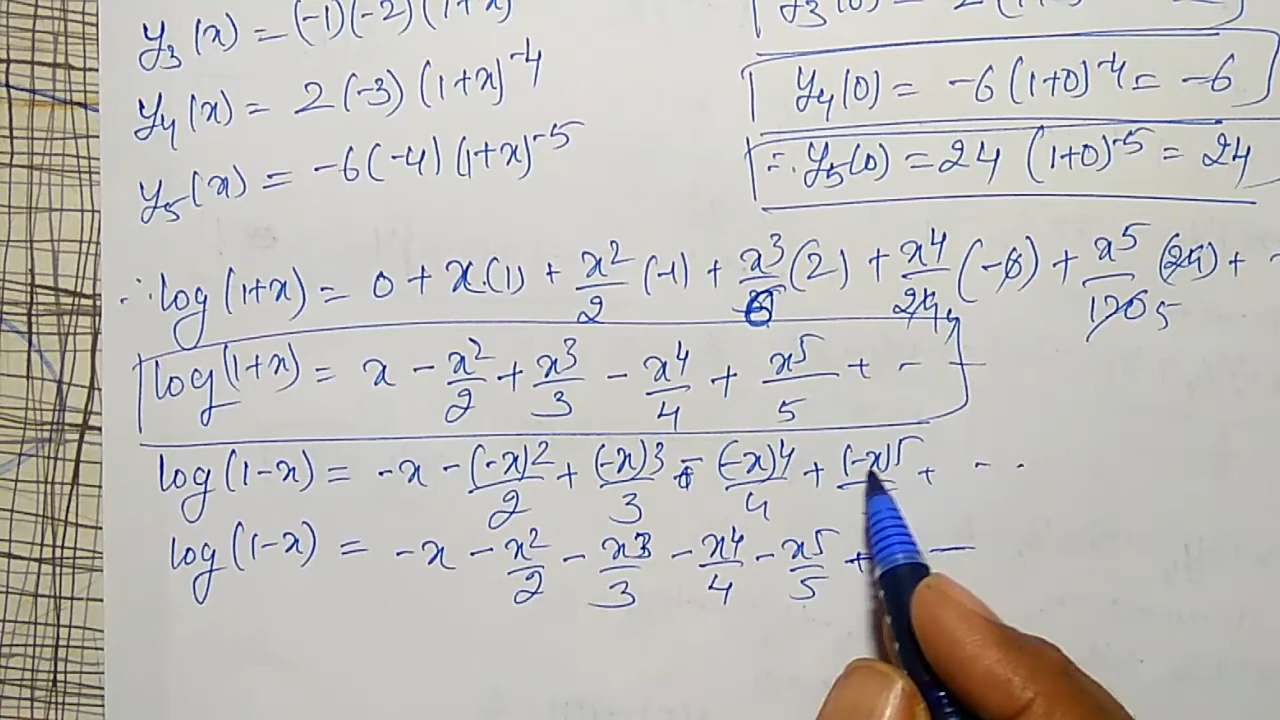 y₃(x) = (-1)(-2)(1+x)
y₄(x) = 2(-3)(1+x)⁻⁴
y₅(x) = -6(-4)(1+x)⁻⁵
y₄(0) = -6(1+0)⁻⁴ = -6
∴ y₅(0) = 24 (1+0)⁻⁵ = 24
∴ log(1+x) = 0 + x.(1) + x²/2 (-1) + x³/6 (2) + x⁴/24 (-6) + x⁵/120 (24) + -
log(1+x) = x - x²/2 + x³/3 - x⁴/4 + x⁵/5 + - -
log(1-x) = -x - (-x)²/2 + (-x)³/3 - (-x)⁴/4 + (-x)⁵ + - -
log(1-x) = -x - x²/2 - x³/3 - x⁴/4 - x⁵/5 + -